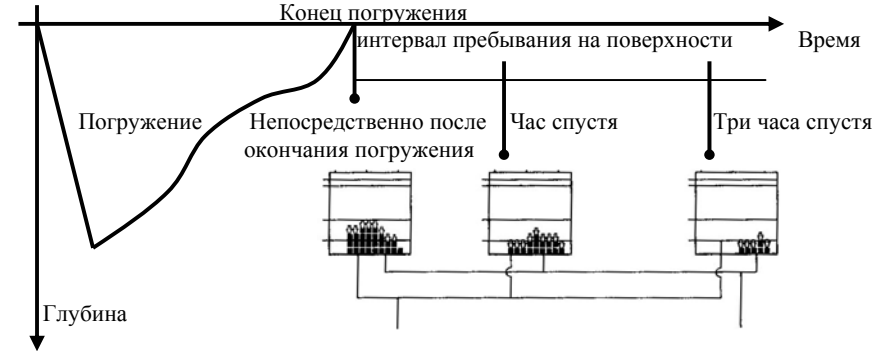 Конец погружения
интервал пребывания на поверхности
Время
Погружение
Непосредственно после
окончания погружения
Час спустя
Три часа спустя
Глубина